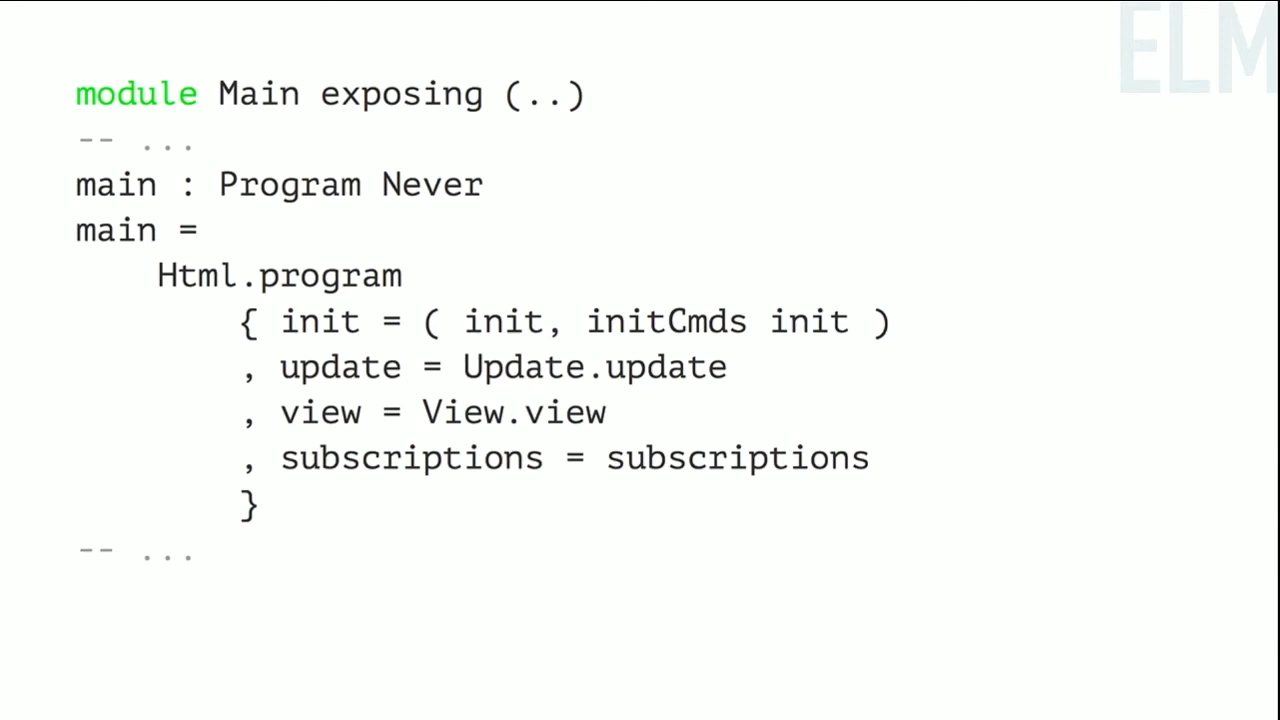 ELM
module Main exposing (..)
-- ...
main : Program Never
main =
    Html.program
        { init = ( init, initCmds init )
        , update = Update.update
        , view = View.view
        , subscriptions = subscriptions
        }
-- ...